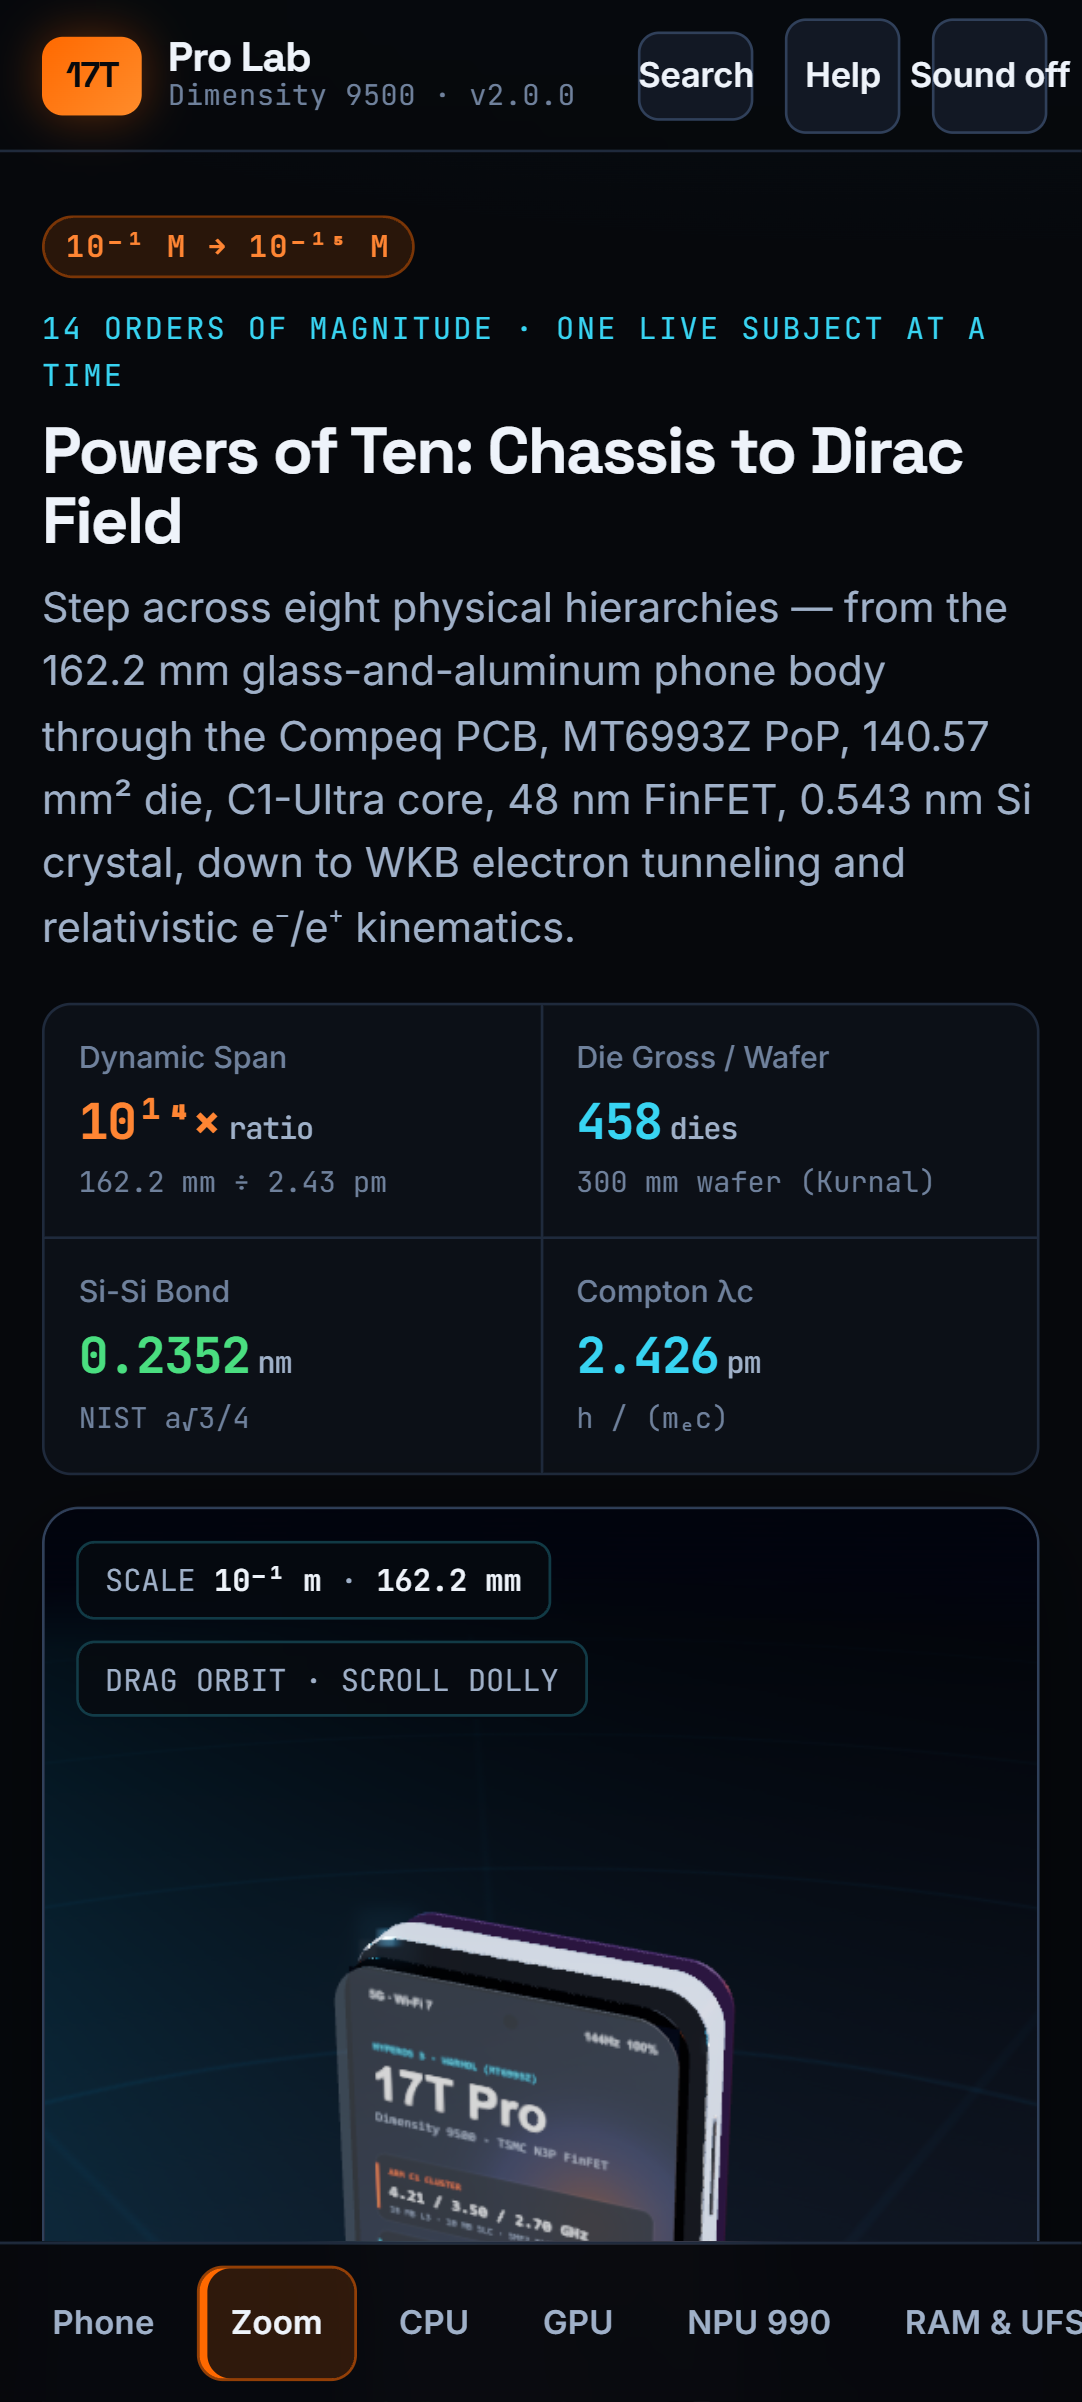 17T
Pro Lab
Dimensity 9500 · v2.0.0
Search
Help
Sound off
10⁻¹ M → 10⁻¹⁵ M
14 ORDERS OF MAGNITUDE · ONE LIVE SUBJECT AT A
TIME
Powers of Ten: Chassis to Dirac
Field
Step across eight physical hierarchies — from the
162.2 mm glass-and-aluminum phone body
through the Compeq PCB, MT6993Z PoP, 140.57
mm² die, C1-Ultra core, 48 nm FinFET, 0.543 nm Si
crystal, down to WKB electron tunneling and
relativistic e⁻/e⁺ kinematics.
Dynamic Span
10¹⁴× ratio
162.2 mm ÷ 2.43 pm
Die Gross / Wafer
458 dies
300 mm wafer (Kurnal)
Si-Si Bond
0.2352 nm
NIST a√3/4
Compton λc
2.426 pm
h / (mₑc)
SCALE 10⁻¹ m · 162.2 mm
DRAG ORBIT · SCROLL DOLLY
5G · Wi-Fi 7
144Hz 100%
17T Pro
Dimensity 9500 · TSMC N3P FinFET
ARM C1 CLUSTER
4.21 / 3.50 / 2.70 GHz
Phone
Zoom
CPU
GPU
NPU 990
RAM & UFS